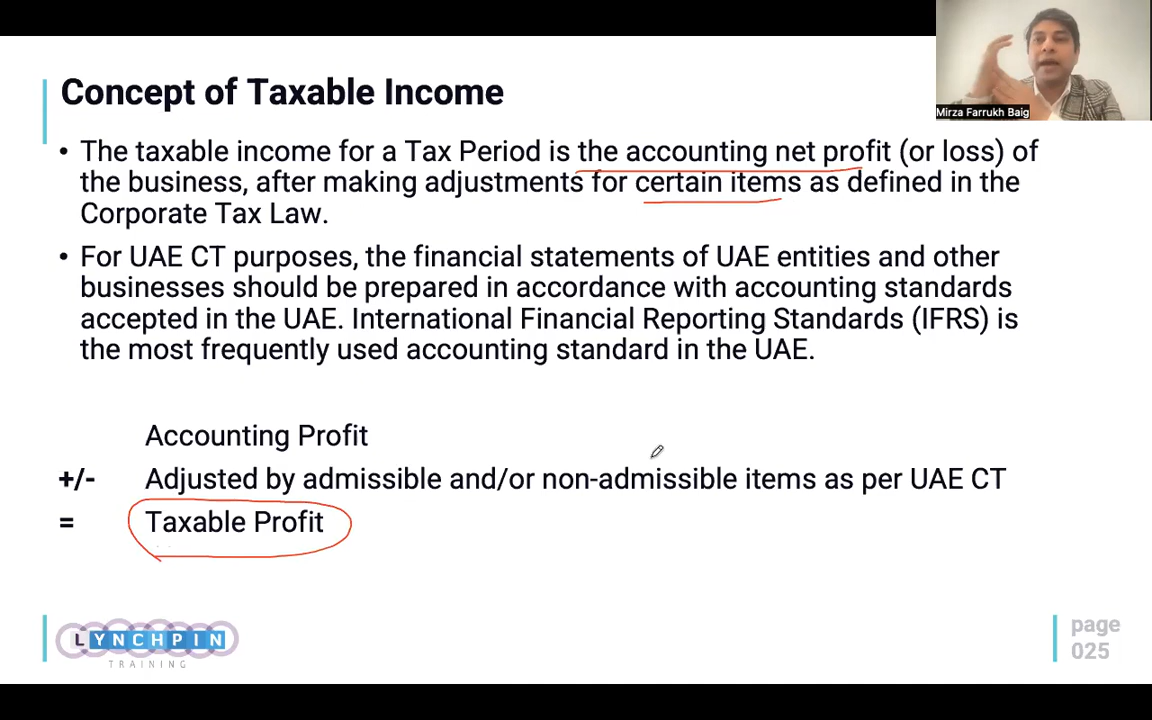 Mirza Farrukh Baig
Concept of Taxable Income
• The taxable income for a Tax Period is the accounting net profit (or loss) of
the business, after making adjustments for certain items as defined in the
Corporate Tax Law.
• For UAE CT purposes, the financial statements of UAE entities and other
businesses should be prepared in accordance with accounting standards
accepted in the UAE. International Financial Reporting Standards (IFRS) is
the most frequently used accounting standard in the UAE.
Accounting Profit
+/- Adjusted by admissible and/or non-admissible items as per UAE CT
= Taxable Profit
LYNCHPIN
TRAINING
page
025